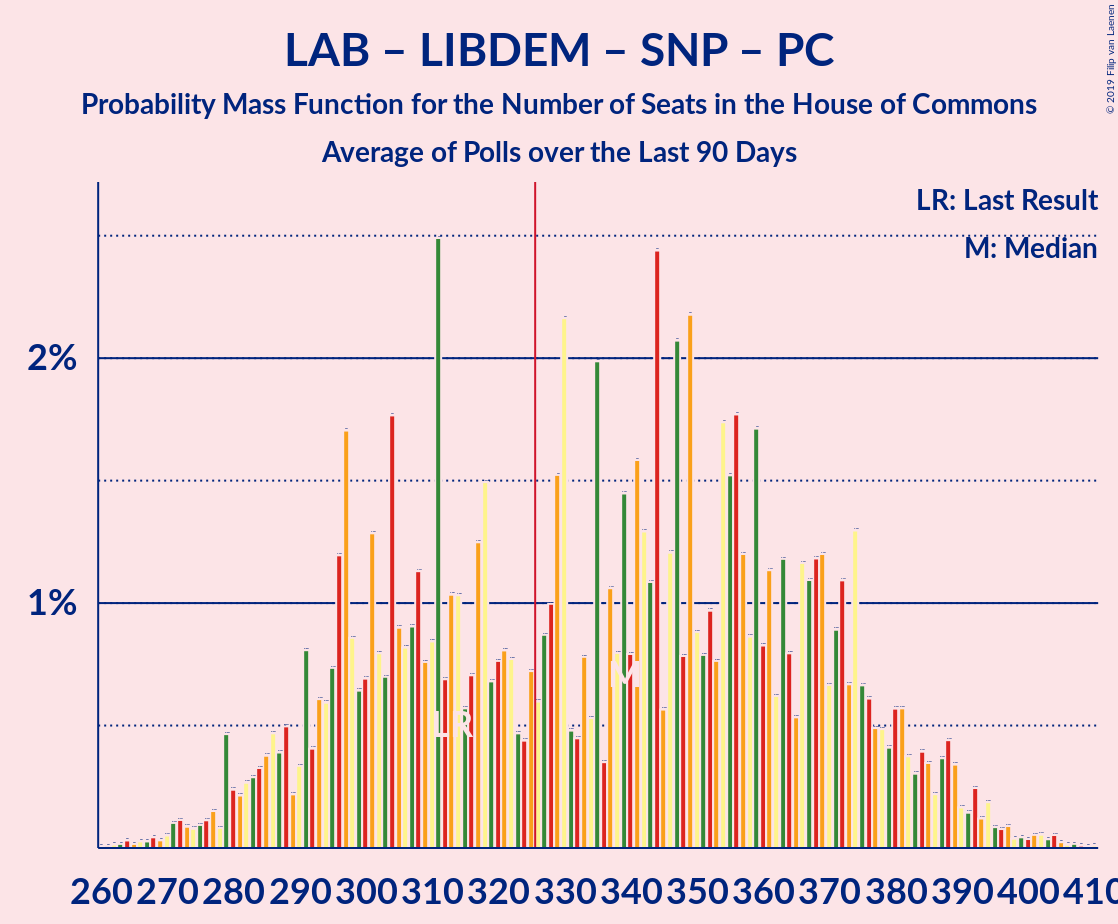 LAB – LIBDEM – SNP – PC
Probability Mass Function for the Number of Seats in the House of Commons
Average of Polls over the Last 90 Days
© 2019 Filip van Laenen
LR: Last Result
M: Median
2%
1%
M
LR
260 270 280 290 300 310 320 330 340 350 360 370 380 390 400 410